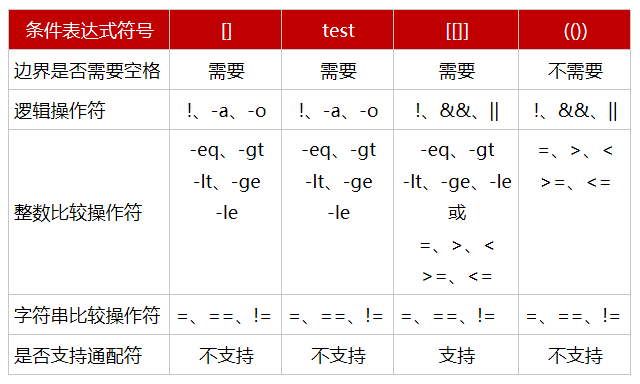 条件表达式符号 [] test [[]] (())
边界是否需要空格 需要 需要 需要 不需要
逻辑操作符 !、-a、-o !、-a、-o !、&&、|| !、&&、||
整数比较操作符 -eq、-gt -lt、-ge -le -eq、-gt -lt、-ge -le -eq、-gt -lt、-ge、-le 或 =、>、< >=、<= =、>、< >=、<=
字符串比较操作符 =、==、!= =、==、!= =、==、!= =、==、!=
是否支持通配符 不支持 不支持 支持 不支持